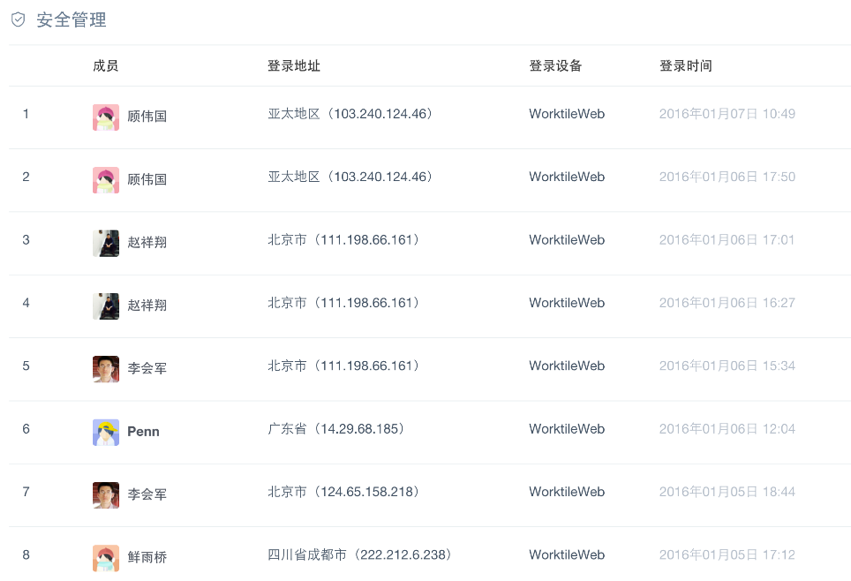 安全管理
成员 登录地址 登录设备 登录时间
1 顾伟国 亚太地区（103.240.124.46） WorktileWeb 2016年01月07日 10:49
2 顾伟国 亚太地区（103.240.124.46） WorktileWeb 2016年01月06日 17:50
3 赵祥翔 北京市（111.198.66.161） WorktileWeb 2016年01月06日 17:01
4 赵祥翔 北京市（111.198.66.161） WorktileWeb 2016年01月06日 16:27
5 李会军 北京市（111.198.66.161） WorktileWeb 2016年01月06日 15:34
6 Penn 广东省（14.29.68.185） WorktileWeb 2016年01月06日 12:04
7 李会军 北京市（124.65.158.218） WorktileWeb 2016年01月05日 18:44
8 鲜雨桥 四川省成都市（222.212.6.238） WorktileWeb 2016年01月05日 17:12